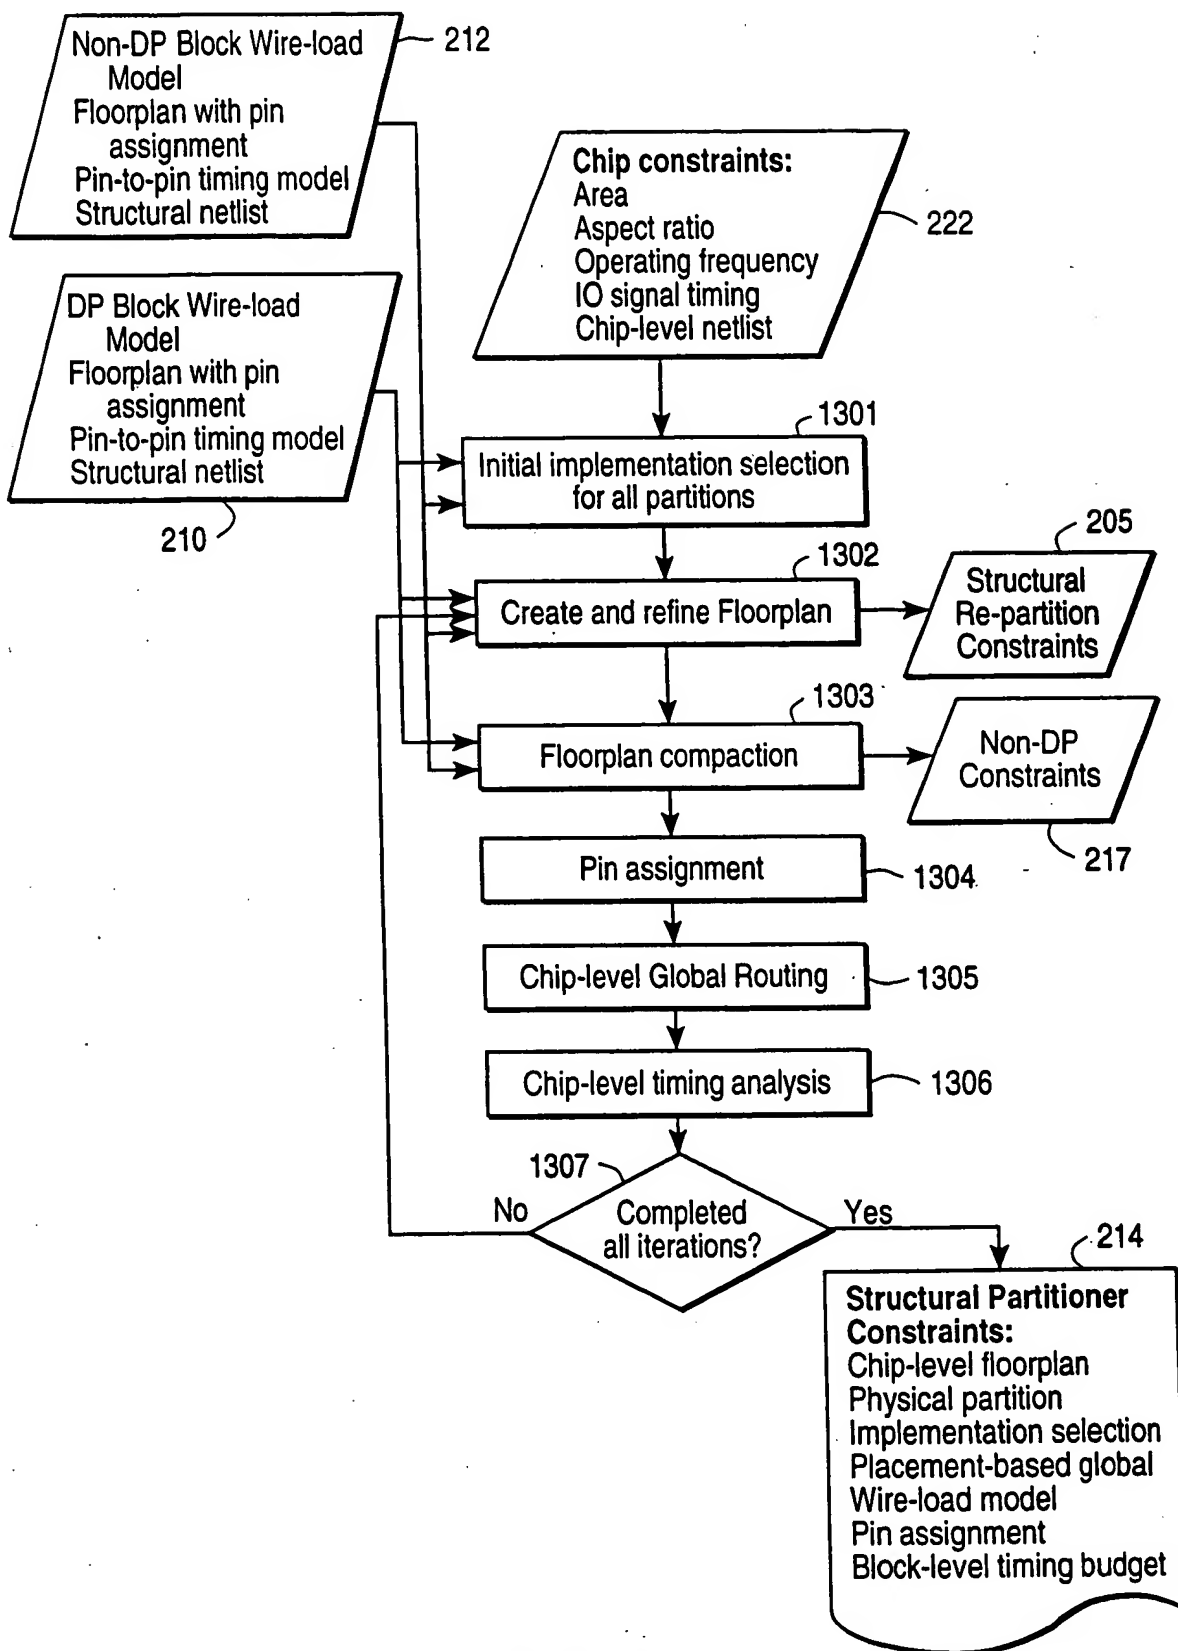 Non-DP Block Wire-load
Model
Floorplan with pin
assignment
Pin-to-pin timing model
Structural netlist
212
Chip constraints:
Area
Aspect ratio
Operating frequency
IO signal timing
Chip-level netlist
222
DP Block Wire-load
Model
Floorplan with pin
assignment
Pin-to-pin timing model
Structural netlist
210
1301
Initial implementation selection
for all partitions
1302
Create and refine Floorplan
205
Structural
Re-partition
Constraints
1303
Floorplan compaction
Non-DP
Constraints
217
Pin assignment
1304
Chip-level Global Routing
1305
Chip-level timing analysis
1306
1307
No
Completed
all iterations?
Yes
214
Structural Partitioner
Constraints:
Chip-level floorplan
Physical partition
Implementation selection
Placement-based global
Wire-load model
Pin assignment
Block-level timing budget